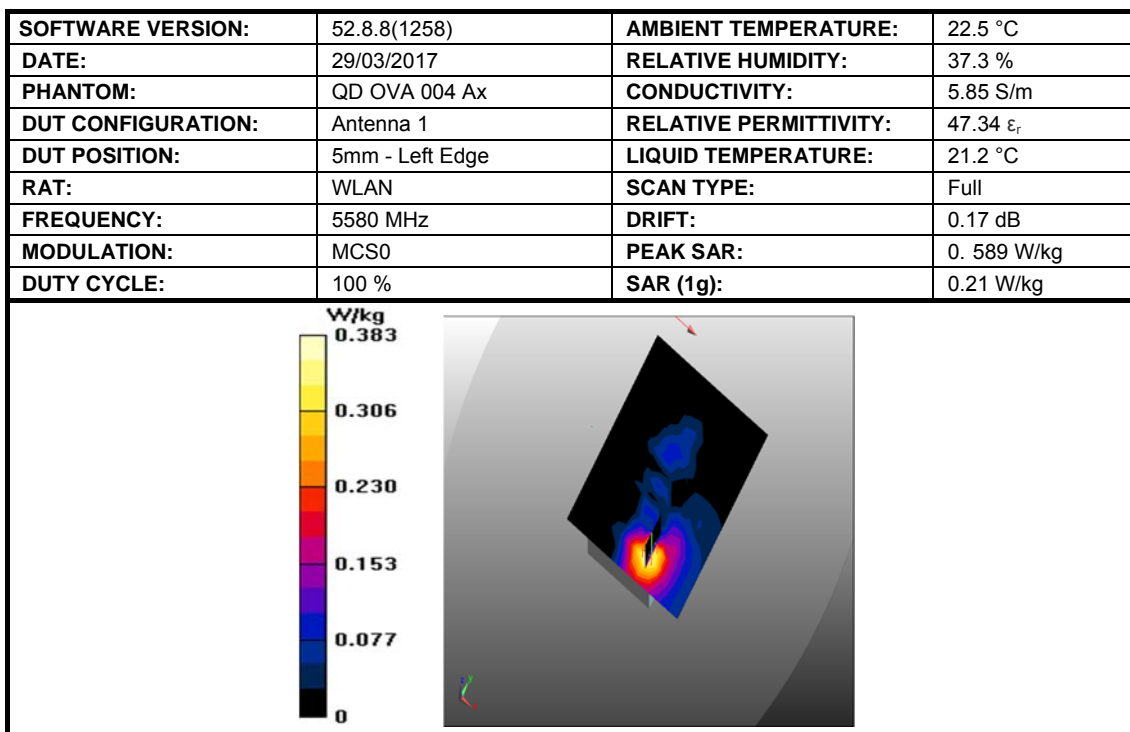 SOFTWARE VERSION: 52.8.8(1258) AMBIENT TEMPERATURE: 22.5 °C
DATE: 29/03/2017 RELATIVE HUMIDITY: 37.3 %
PHANTOM: QD OVA 004 Ax CONDUCTIVITY: 5.85 S/m
DUT CONFIGURATION: Antenna 1 RELATIVE PERMITTIVITY: 47.34 εr
DUT POSITION: 5mm - Left Edge LIQUID TEMPERATURE: 21.2 °C
RAT: WLAN SCAN TYPE: Full
FREQUENCY: 5580 MHz DRIFT: 0.17 dB
MODULATION: MCS0 PEAK SAR: 0. 589 W/kg
DUTY CYCLE: 100 % SAR (1g): 0.21 W/kg
W/kg
0.383
0.306
0.230
0.153
0.077
0